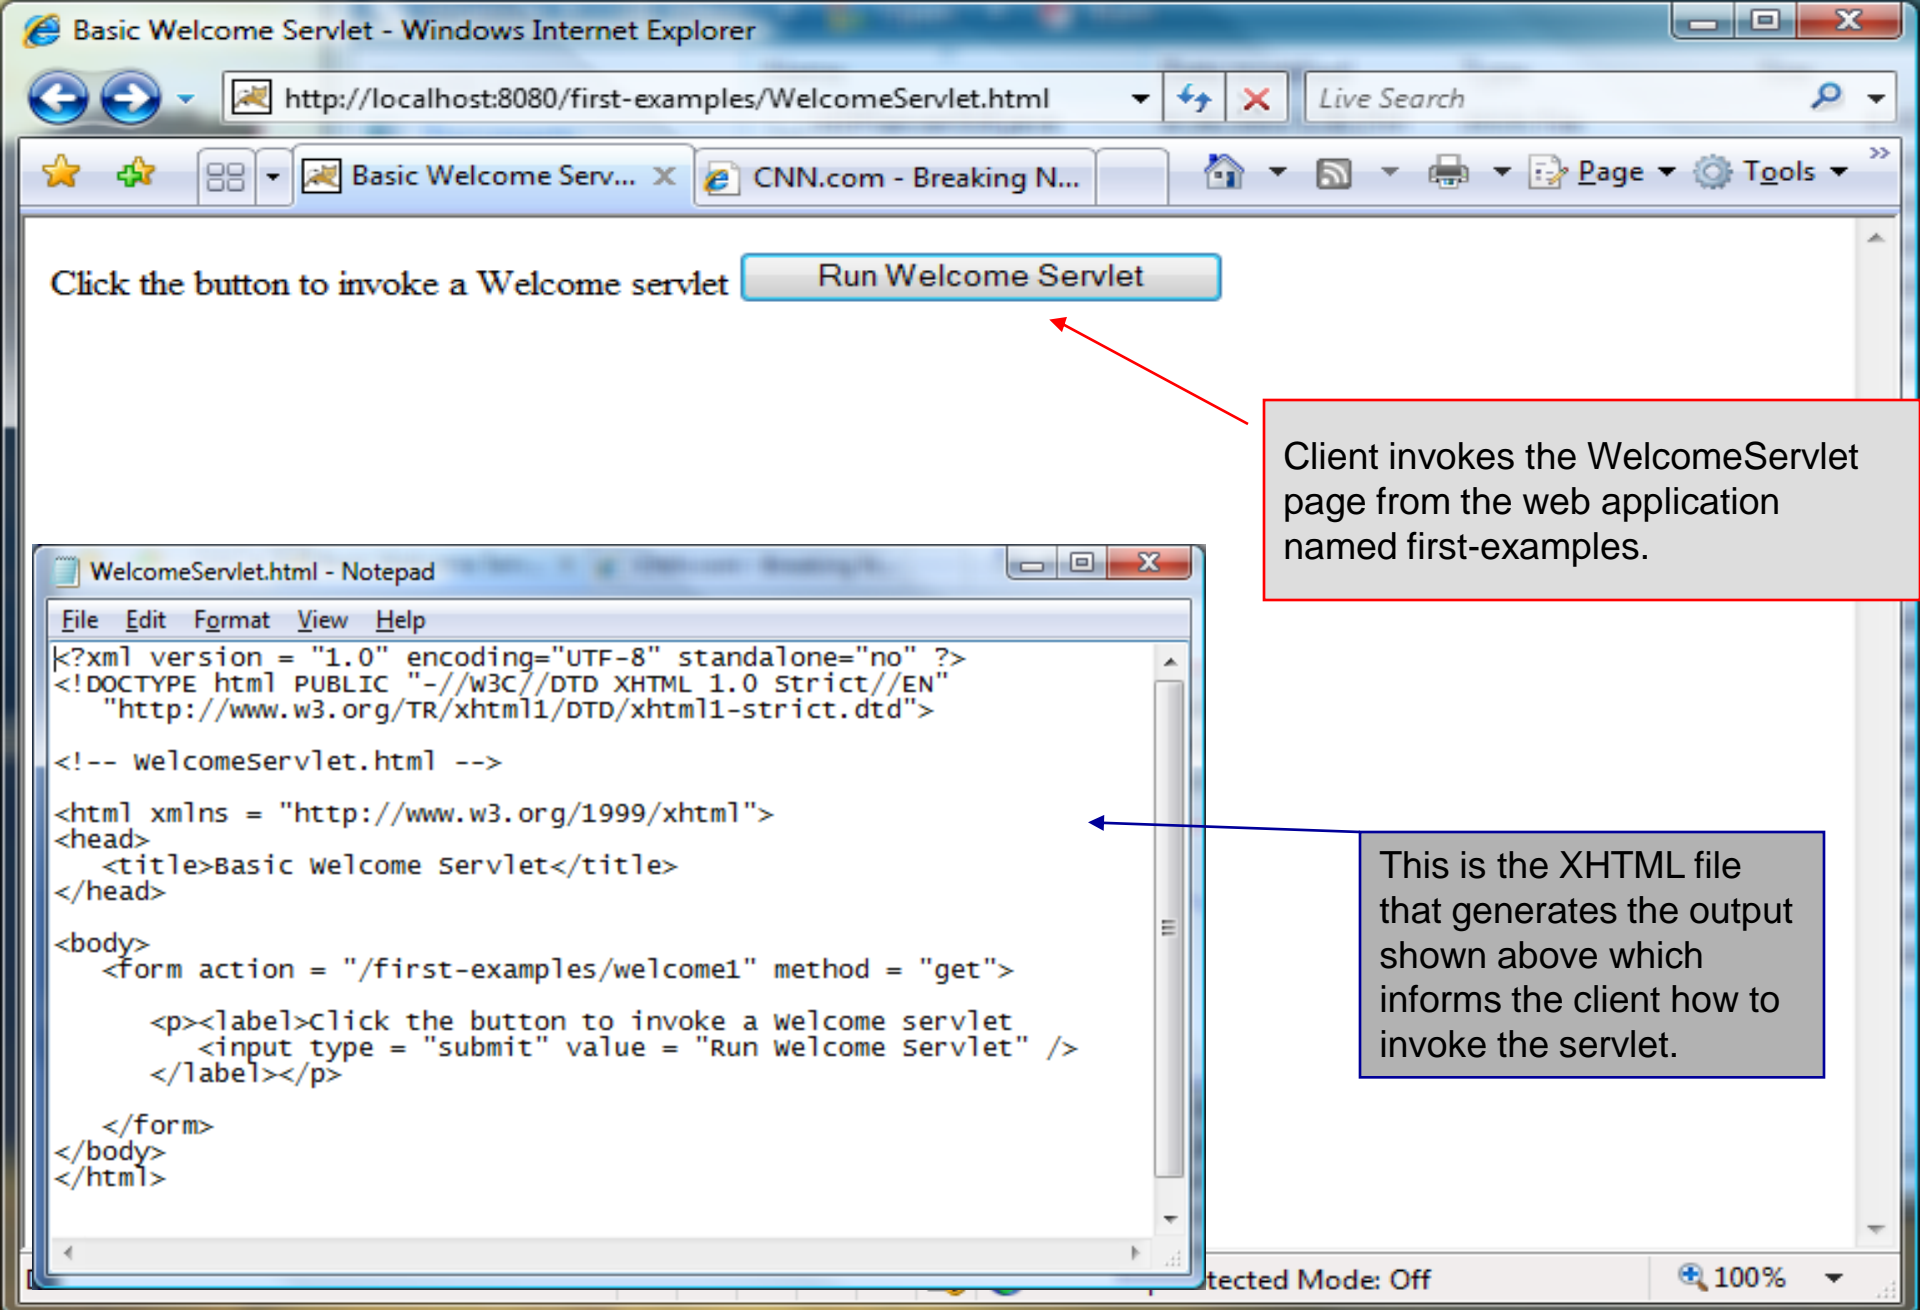 Basic Welcome Servlet - Windows Internet Explorer
http://localhost:8080/first-examples/WelcomeServlet.html
Live Search
Basic Welcome Serv...
CNN.com - Breaking N...
Page
Tools
Click the button to invoke a Welcome servlet
Run Welcome Servlet
Client invokes the WelcomeServlet
page from the web application
named first-examples.
WelcomeServlet.html - Notepad
File Edit Format View Help
<?xml version = "1.0" encoding="UTF-8" standalone="no" ?>
<!DOCTYPE html PUBLIC "-//W3C//DTD XHTML 1.0 Strict//EN"
"http://www.w3.org/TR/xhtml1/DTD/xhtml1-strict.dtd">
<!-- WelcomeServlet.html -->
<html xmlns = "http://www.w3.org/1999/xhtml">
<head>
<title>Basic Welcome Servlet</title>
</head>
<body>
<form action = "/first-examples/welcome1" method = "get">
<p><label>Click the button to invoke a Welcome servlet
<input type = "submit" value = "Run Welcome Servlet" />
</label></p>
</form>
</body>
</html>
This is the XHTML file
that generates the output
shown above which
informs the client how to
invoke the servlet.
Mode: Off
100%